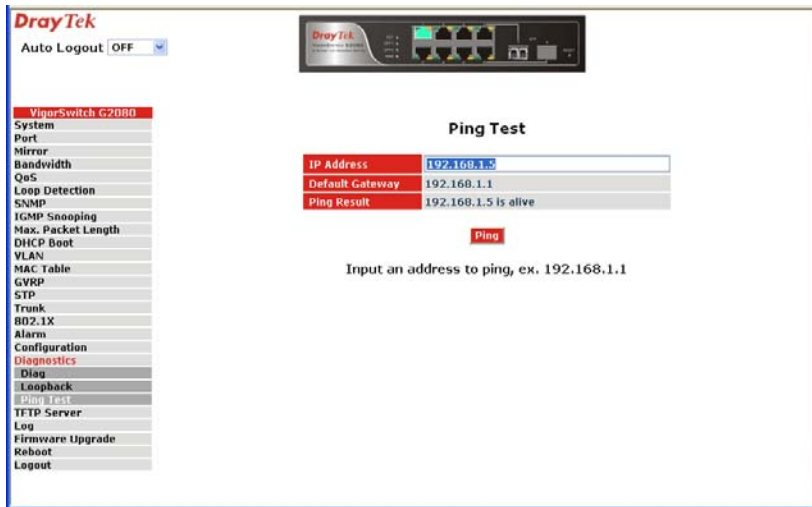 DrayTek
Auto Logout OFF
DrayTek
VigorSwitch G2080
System
Port
Mirror
Bandwidth
QoS
Loop Detection
SNMP
IGMP Snooping
Max. Packet Length
DHCP Boot
VLAN
MAC Table
GVRP
STP
Trunk
802.1X
Alarm
Configuration
Diagnostics
Diag
Loopback
Ping Test
TFTP Server
Log
Firmware Upgrade
Reboot
Logout
Ping Test
IP Address 192.168.1.5
Default Gateway 192.168.1.1
Ping Result 192.168.1.5 is alive
Ping
Input an address to ping, ex. 192.168.1.1